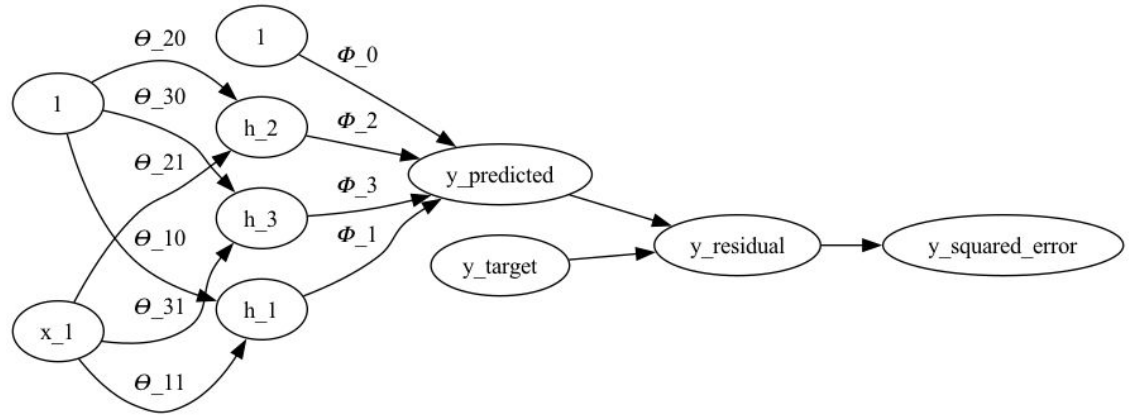 1
x_1
𝜣_20
𝜣_30
𝜣_21
𝜣_10
𝜣_31
𝜣_11
1
h_2
h_3
h_1
𝜱_0
𝜱_2
𝜱_3
𝜱_1
y_predicted
y_target
y_residual
y_squared_error